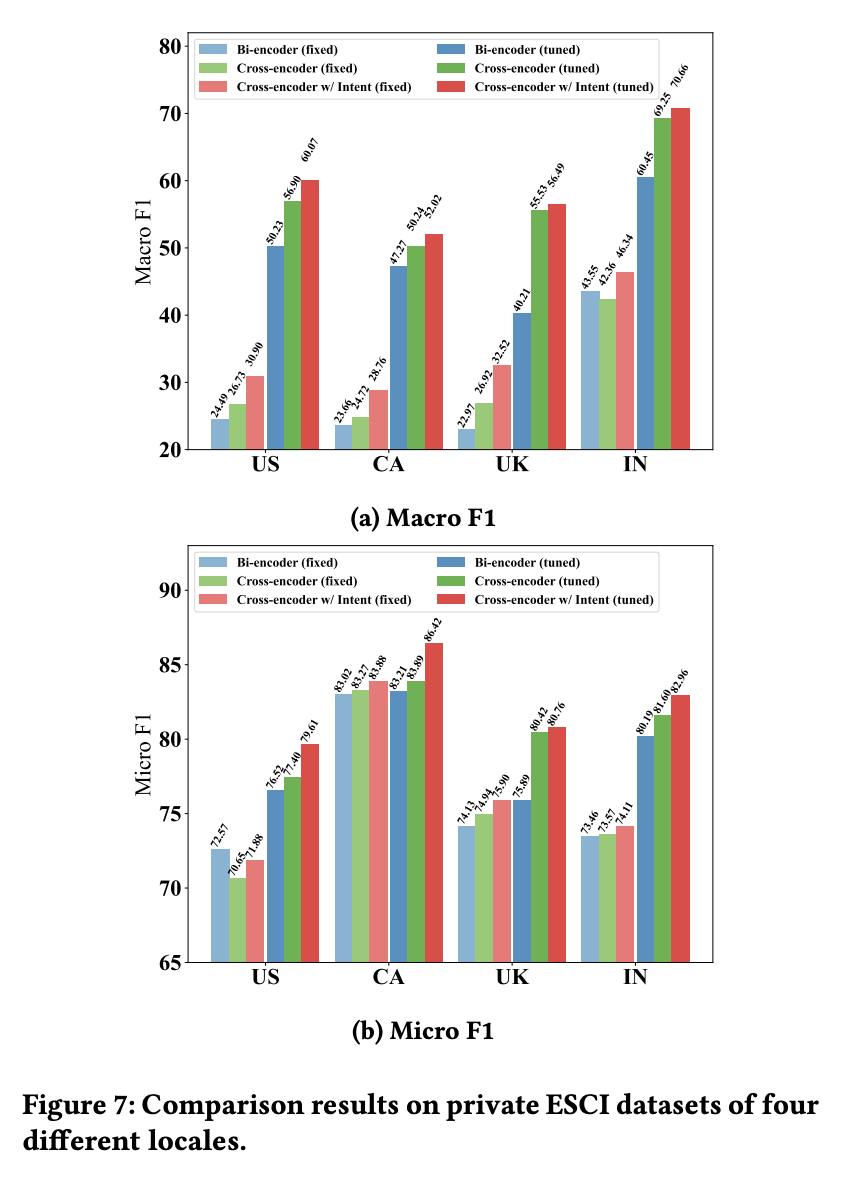 80
70
60
50
40
30
20
Macro F1
Bi-encoder (fixed)
Cross-encoder (fixed)
Cross-encoder w/ Intent (fixed)
Bi-encoder (tuned)
Cross-encoder (tuned)
Cross-encoder w/ Intent (tuned)
24.49
26.73
30.90
50.23
56.90
60.07
23.66
24.72
28.76
47.27
50.24
52.02
22.97
26.92
32.52
40.21
55.53
56.49
43.55
42.36
46.34
60.45
69.25
70.66
US
CA
UK
IN
(a) Macro F1
90
85
80
75
70
65
Micro F1
Bi-encoder (fixed)
Cross-encoder (fixed)
Cross-encoder w/ Intent (fixed)
Bi-encoder (tuned)
Cross-encoder (tuned)
Cross-encoder w/ Intent (tuned)
72.57
70.65
71.88
76.52
77.40
79.61
83.02
83.27
83.88
83.21
83.89
86.42
74.13
74.94
75.90
75.89
80.42
80.76
73.46
73.57
74.11
80.19
81.60
82.96
US
CA
UK
IN
(b) Micro F1
Figure 7: Comparison results on private ESCI datasets of four
different locales.